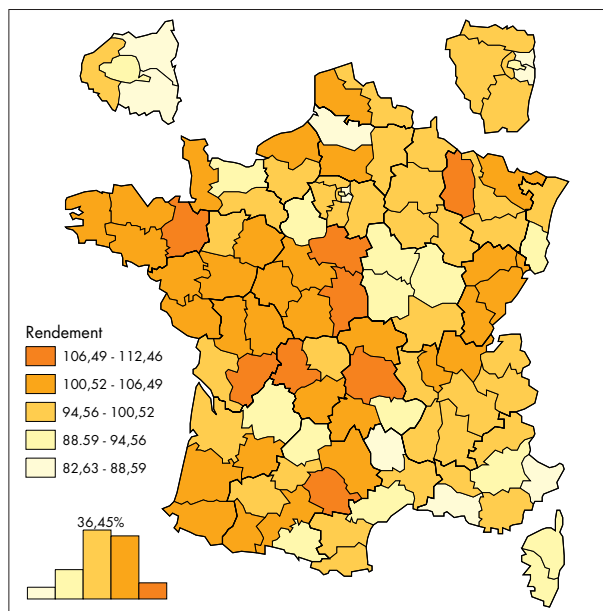 Rendement
106,49 - 112,46
100,52 - 106,49
94,56 - 100,52
88.59 - 94,56
82,63 - 88,59
36,45%